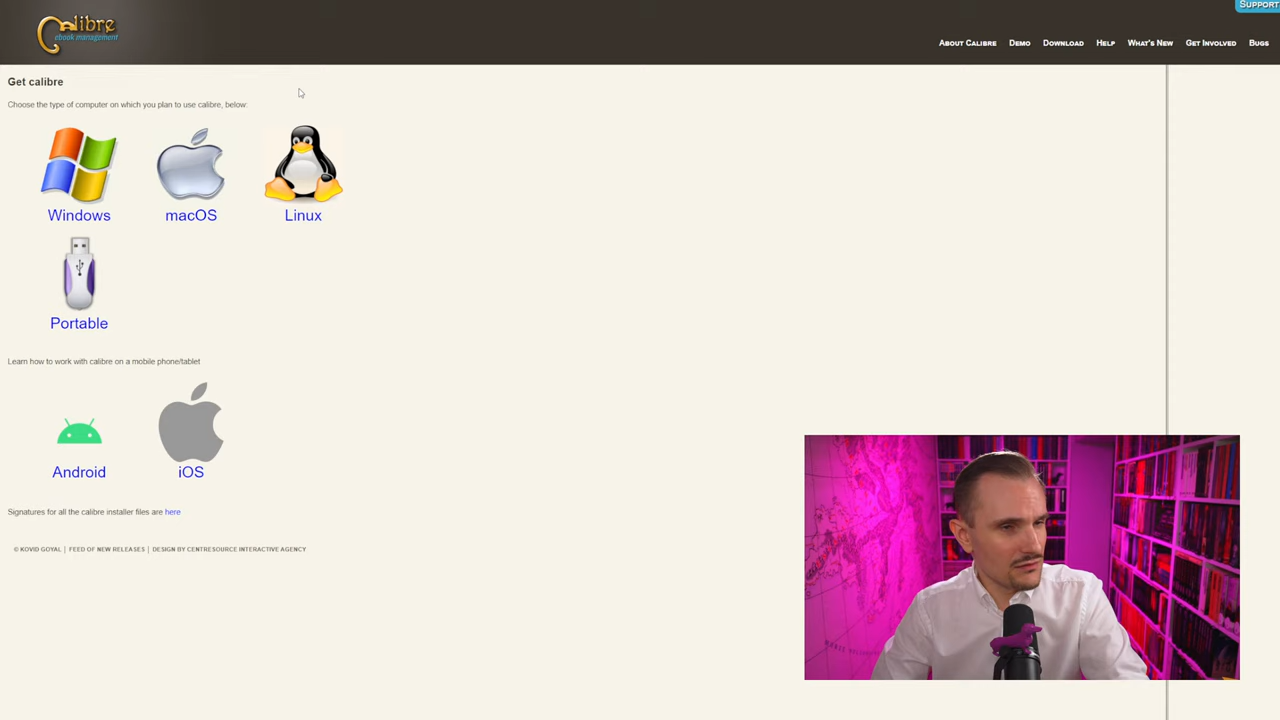 SUPPORT
Calibre
ebook management
ABOUT CALIBRE DEMO DOWNLOAD HELP WHAT'S NEW GET INVOLVED BUGS
Get calibre
Choose the type of computer on which you plan to use calibre, below:
Windows macOS Linux
Portable
Learn how to work with calibre on a mobile phone/tablet
Android iOS
Signatures for all the calibre installer files are here
© KOVID GOYAL | FEED OF NEW RELEASES | DESIGN BY CENTRESOURCE INTERACTIVE AGENCY